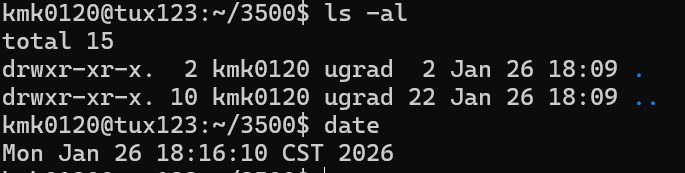 kmk0120@tux123:~/3500$ ls -al
total 15
drwxr-xr-x.  2 kmk0120 ugrad  2 Jan 26 18:09 .
drwxr-xr-x. 10 kmk0120 ugrad 22 Jan 26 18:09 ..
kmk0120@tux123:~/3500$ date
Mon Jan 26 18:16:10 CST 2026